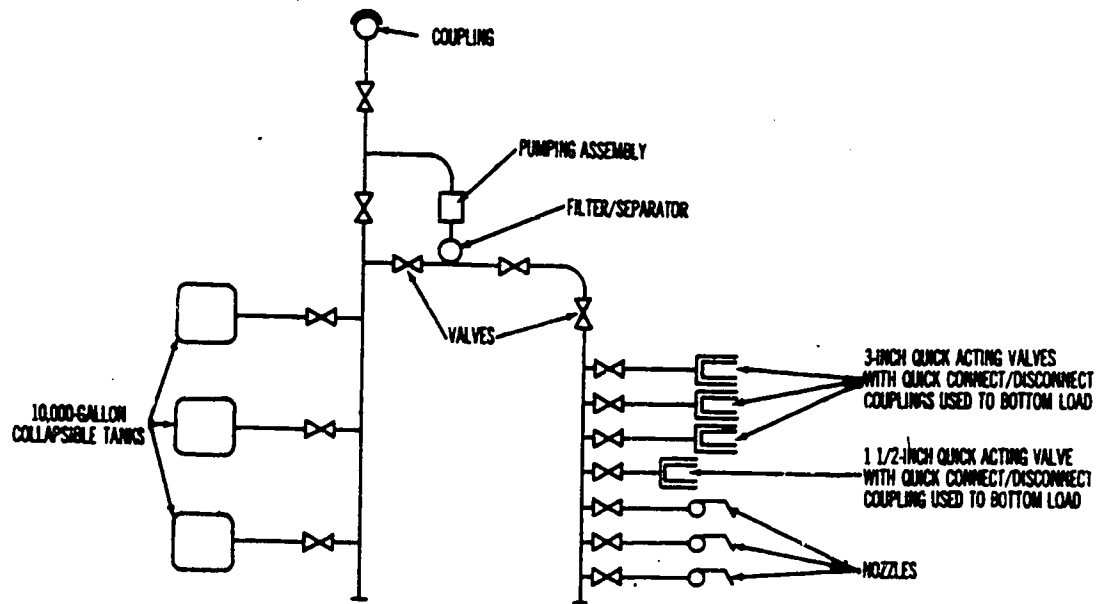 COUPLING
PUMPING ASSEMBLY
FILTER/SEPARATOR
VALVES
10,000-GALLON
COLLAPSIBLE TANKS
3-INCH QUICK ACTING VALVES
WITH QUICK CONNECT/DISCONNECT
COUPLINGS USED TO BOTTOM LOAD
1 1/2-INCH QUICK ACTING VALVE
WITH QUICK CONNECT/DISCONNECT
COUPLING USED TO BOTTOM LOAD
NOZZLES